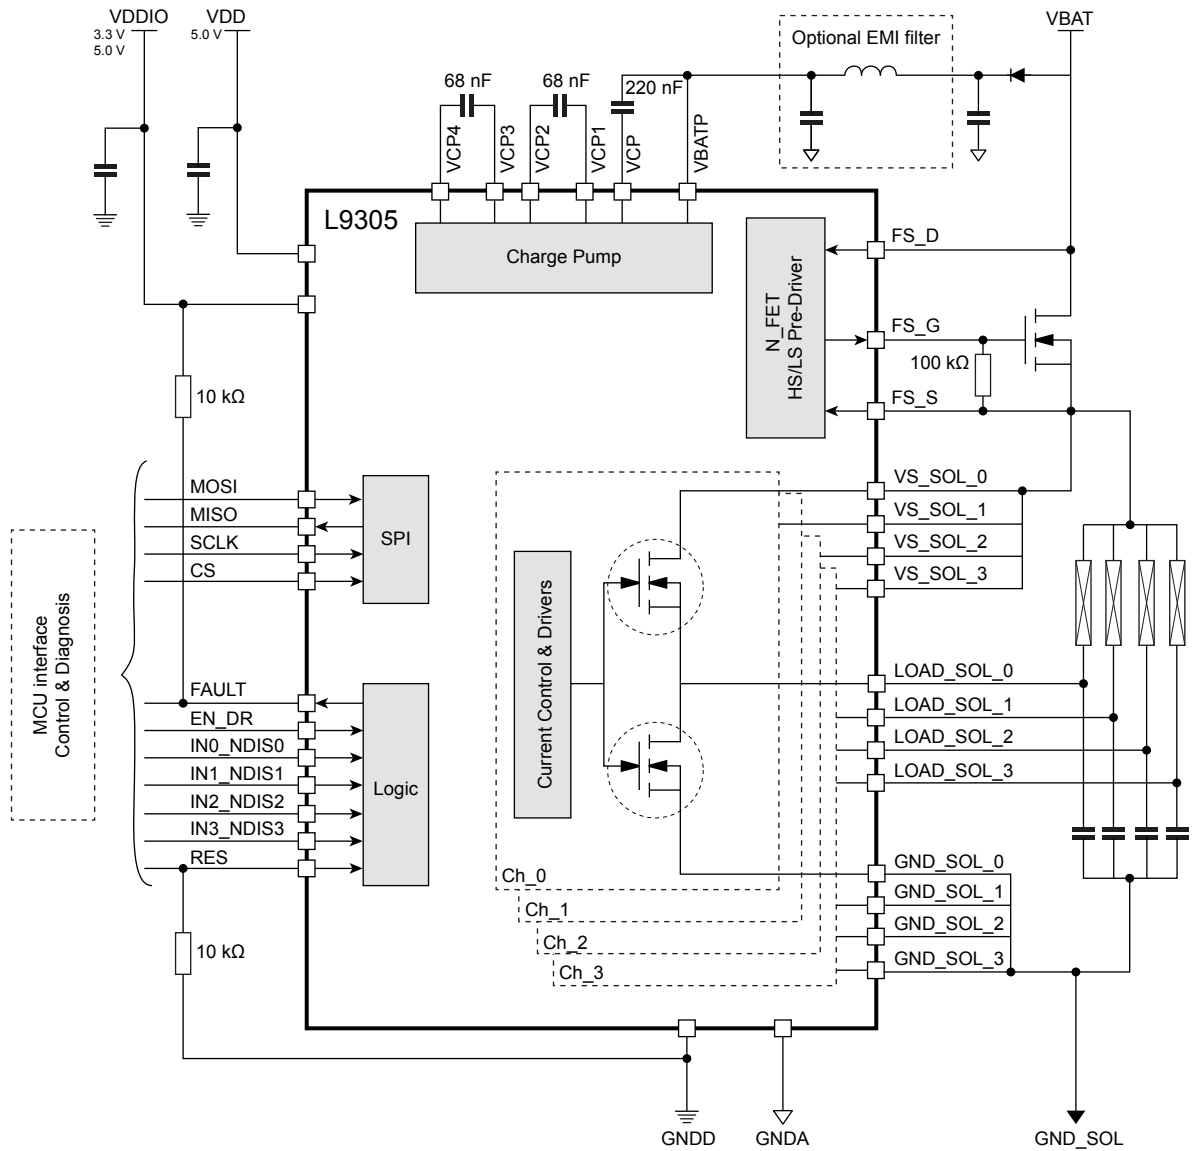 VDDIO
3.3 V
5.0 V
VDD
5.0 V
Optional EMI filter
VBAT
68 nF
68 nF
220 nF
VCP4
VCP3
VCP2
VCP1
VCP
VBATP
L9305
Charge Pump
N_FET
HS/LS Pre-Driver
FS_D
FS_G
100 kΩ
FS_S
10 kΩ
MCU interface
Control & Diagnosis
MOSI
MISO
SCLK
CS
SPI
VS_SOL_0
VS_SOL_1
VS_SOL_2
VS_SOL_3
Current Control & Drivers
FAULT
EN_DR
IN0_NDIS0
IN1_NDIS1
IN2_NDIS2
IN3_NDIS3
RES
Logic
LOAD_SOL_0
LOAD_SOL_1
LOAD_SOL_2
LOAD_SOL_3
Ch_0
Ch_1
Ch_2
Ch_3
GND_SOL_0
GND_SOL_1
GND_SOL_2
GND_SOL_3
10 kΩ
GNDD
GNDA
GND_SOL